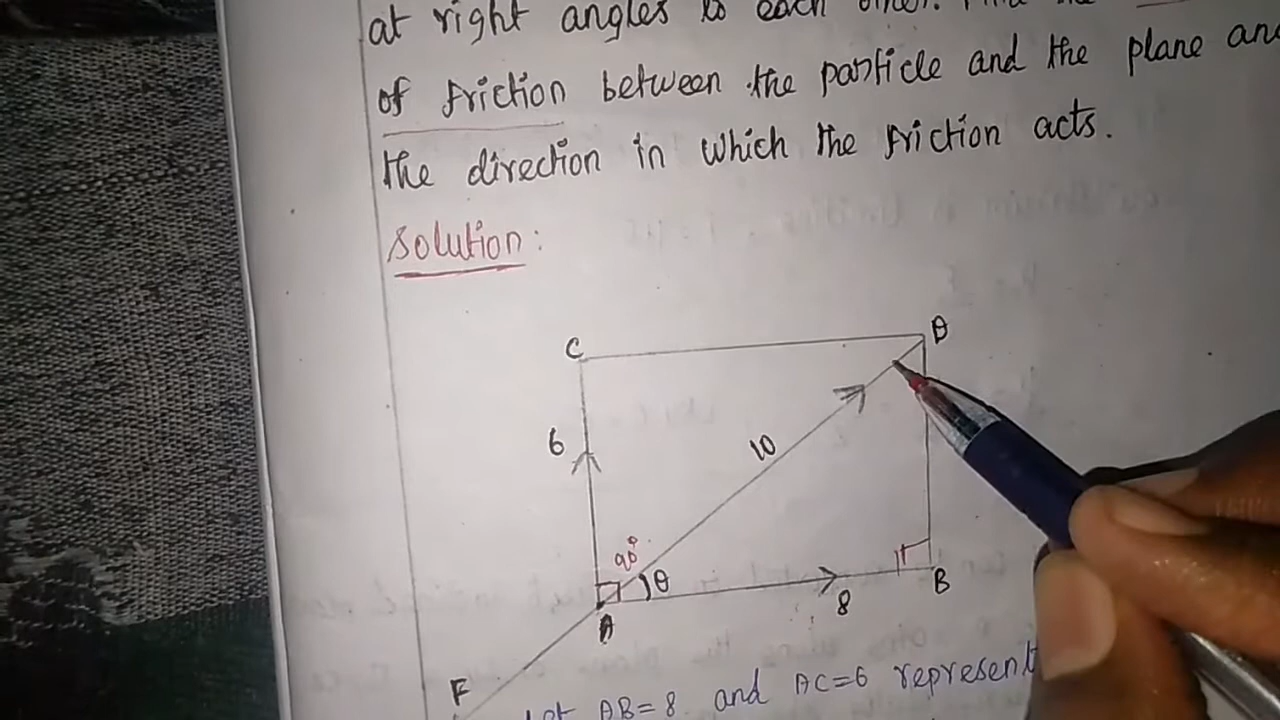 at right angles to each other. Find the
of friction between the particle and the plane and
the direction in which the friction acts.
Solution:
C
D
6
10
90°
θ
A
8
B
F
Let AB=8 and AC=6 represent